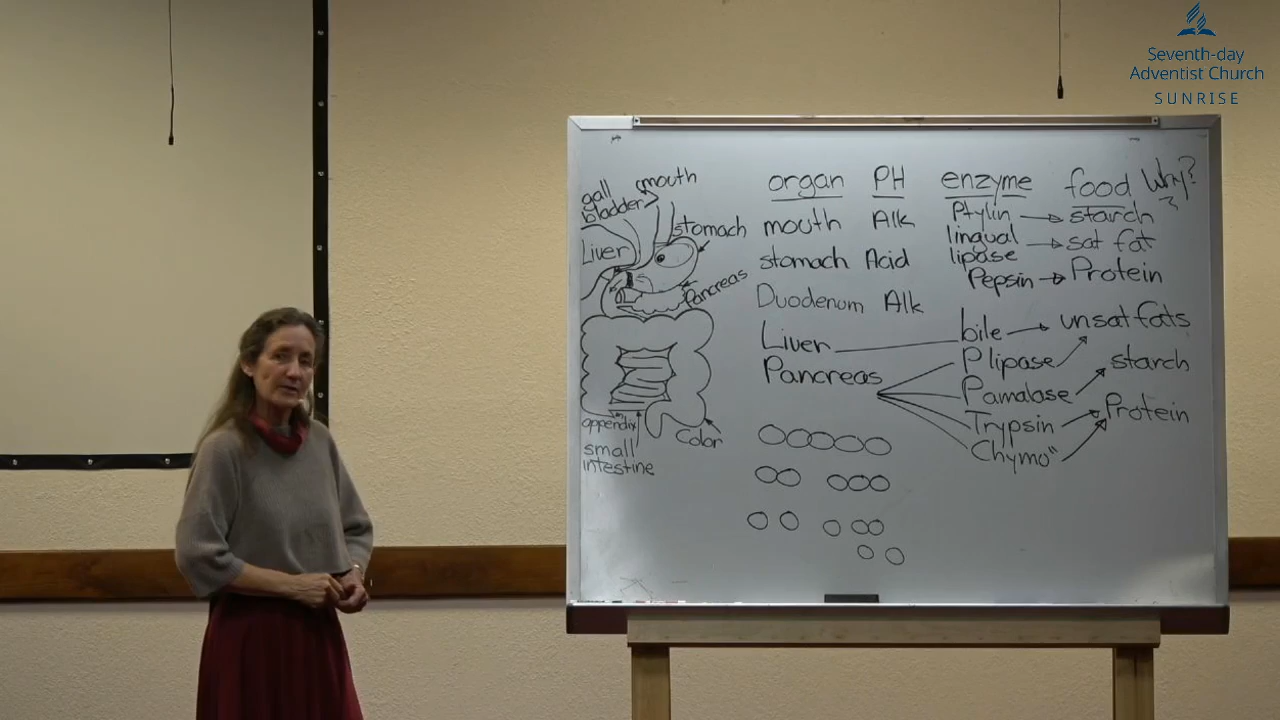 Seventh-day
Adventist Church
SUNRISE
gall
bladder
mouth
stomach
Liver
Pancreas
appendix
small
intestine
Colon
organ PH enzyme food Why?
mouth Alk Ptylin starch
lingual
lipase sat fat
stomach Acid Pepsin Protein
Duodenum Alk
Liver bile unsat fats
Pancreas P lipase
Pamalase starch
Trypsin Protein
Chymo"